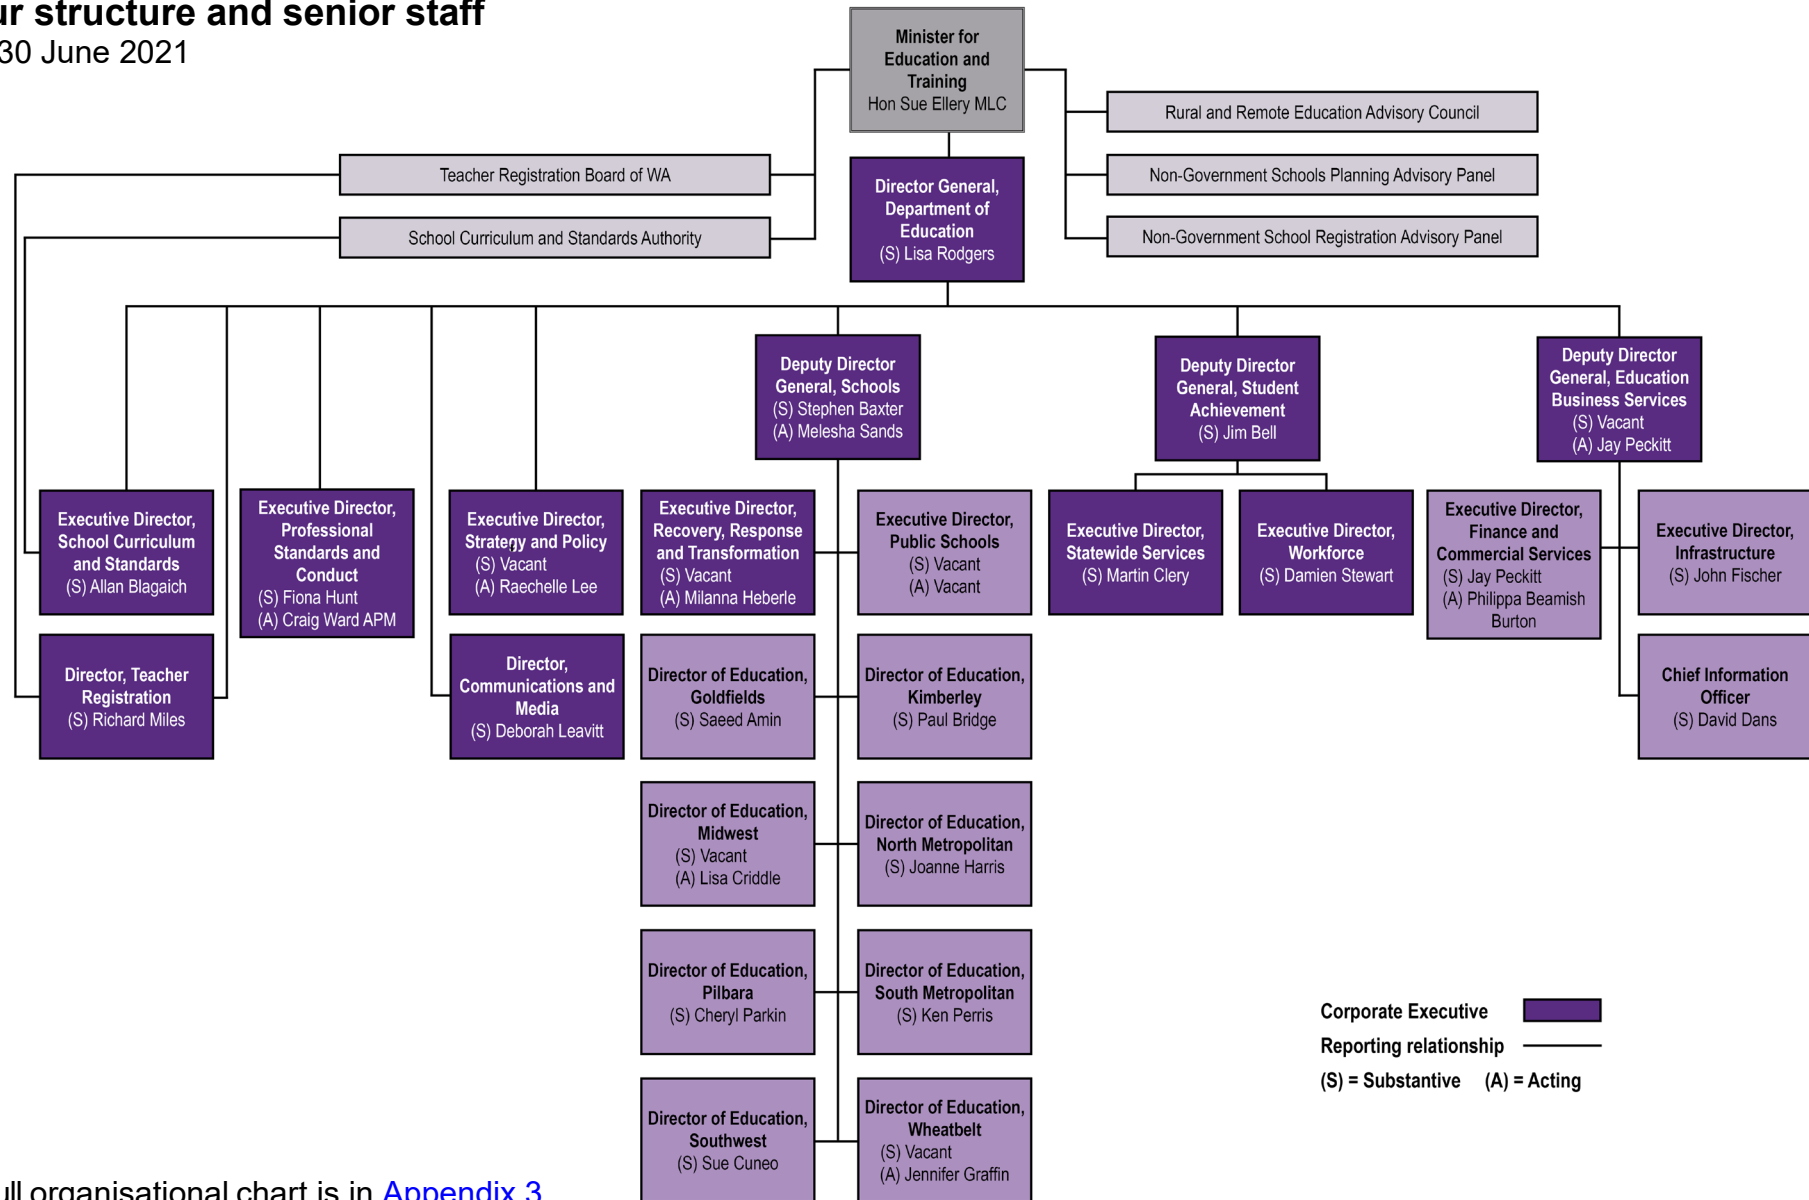 ur structure and senior staff
30 June 2021
Minister for
Education and
Training
Hon Sue Ellery MLC
Rural and Remote Education Advisory Council
Teacher Registration Board of WA
Non-Government Schools Planning Advisory Panel
School Curriculum and Standards Authority
Non-Government School Registration Advisory Panel
Director General,
Department of
Education
(S) Lisa Rodgers
Deputy Director
General, Schools
(S) Stephen Baxter
(A) Melesha Sands
Deputy Director
General, Student
Achievement
(S) Jim Bell
Deputy Director
General, Education
Business Services
(S) Vacant
(A) Jay Peckitt
Executive Director,
School Curriculum
and Standards
(S) Allan Blagaich
Executive Director,
Professional
Standards and
Conduct
(S) Fiona Hunt
(A) Craig Ward APM
Executive Director,
Strategy and Policy
(S) Vacant
(A) Raechelle Lee
Executive Director,
Recovery, Response
and Transformation
(S) Vacant
(A) Milanna Heberle
Executive Director,
Public Schools
(S) Vacant
(A) Vacant
Executive Director,
Statewide Services
(S) Martin Clery
Executive Director,
Workforce
(S) Damien Stewart
Executive Director,
Finance and
Commercial Services
(S) Jay Peckitt
(A) Philippa Beamish
Burton
Executive Director,
Infrastructure
(S) John Fischer
Director, Teacher
Registration
(S) Richard Miles
Director,
Communications and
Media
(S) Deborah Leavitt
Director of Education,
Goldfields
(S) Saeed Amin
Director of Education,
Kimberley
(S) Paul Bridge
Chief Information
Officer
(S) David Dans
Director of Education,
Midwest
(S) Vacant
(A) Lisa Criddle
Director of Education,
North Metropolitan
(S) Joanne Harris
Director of Education,
Pilbara
(S) Cheryl Parkin
Director of Education,
South Metropolitan
(S) Ken Perris
Director of Education,
Southwest
(S) Sue Cuneo
Director of Education,
Wheatbelt
(S) Vacant
(A) Jennifer Graffin
Corporate Executive
Reporting relationship
(S) = Substantive (A) = Acting
ull organisational chart is in Appendix 3